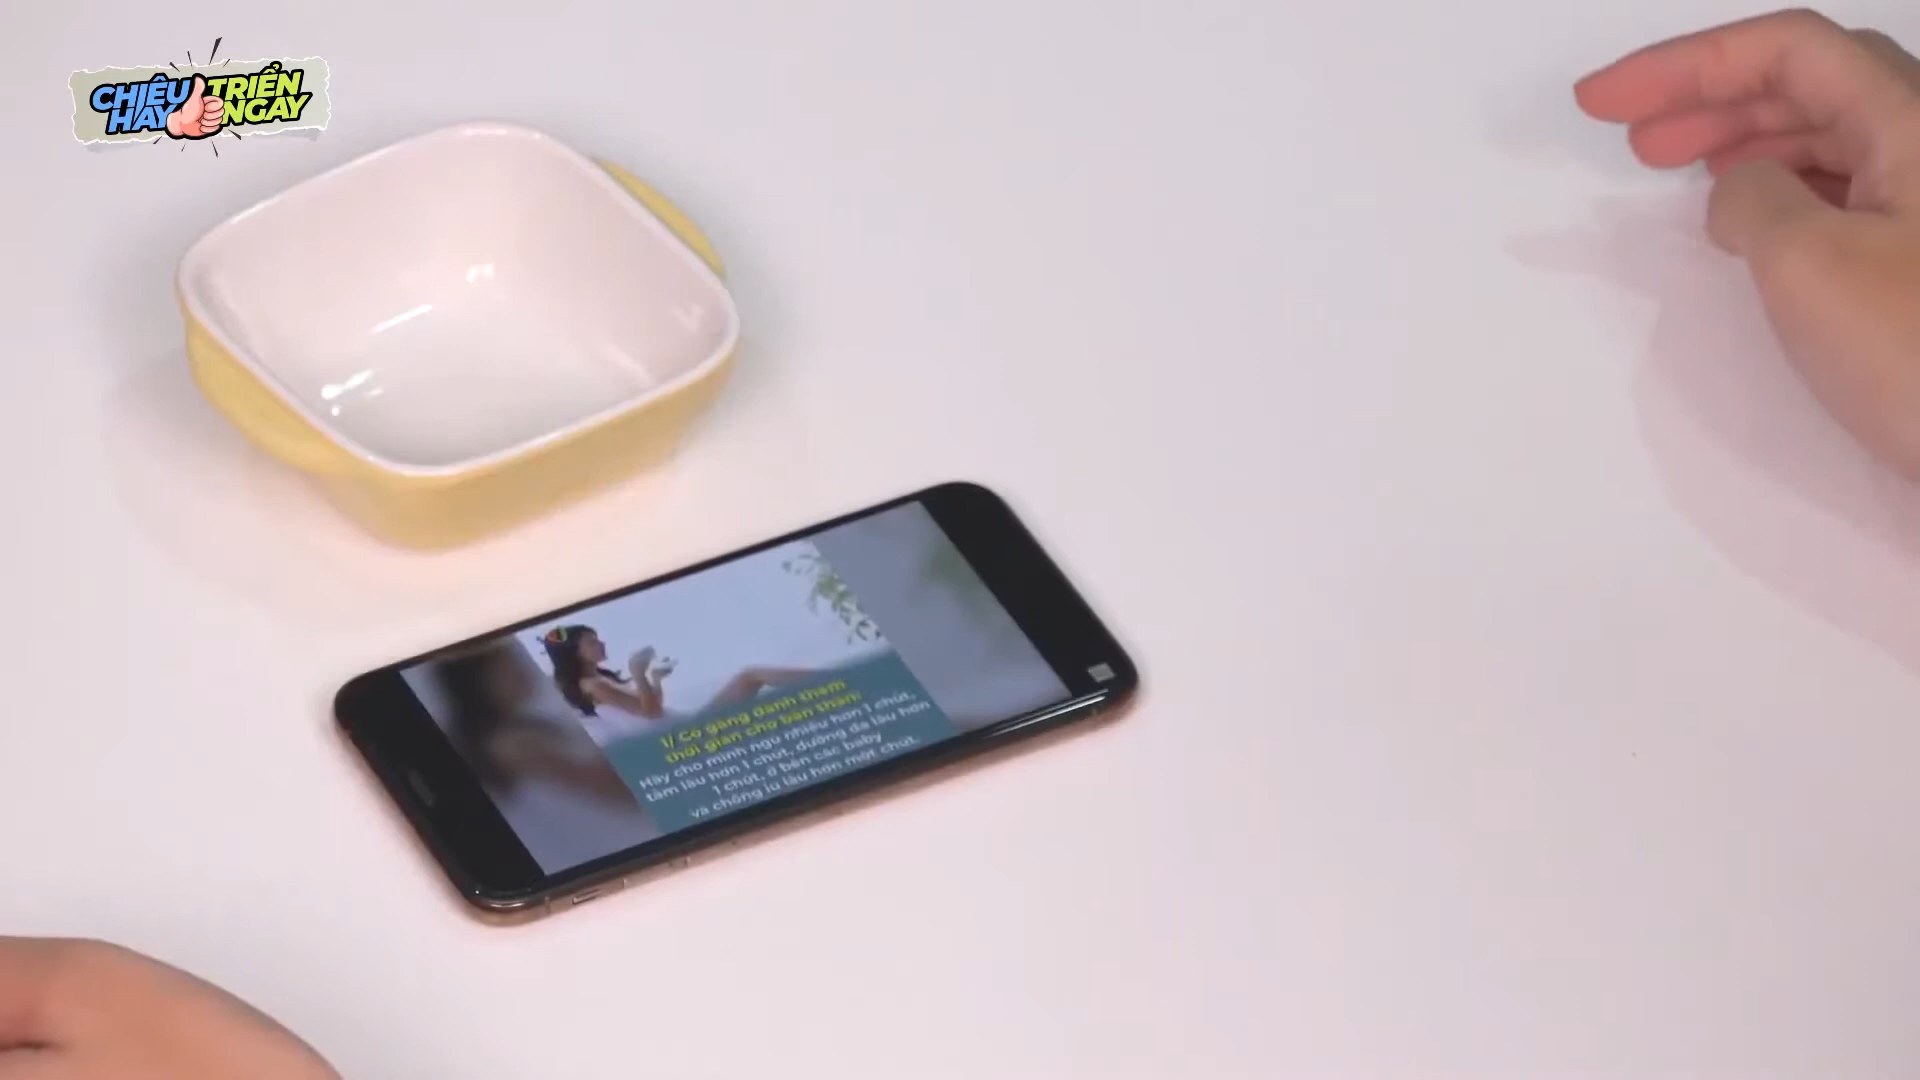 CHIÊU TRIỂN
HAY NGAY
1/ Cố gắng dành thêm
thời gian cho bản thân:
Hãy cho mình ngủ nhiều hơn 1 chút,
tắm lâu hơn 1 chút, dưỡng da lâu hơn
1 chút, ở bên các baby
và chồng iu lâu hơn một chút.